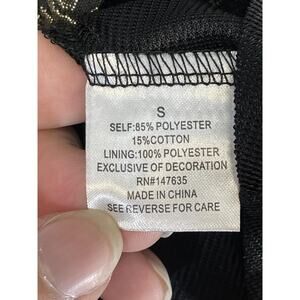 S
SELF:85% POLYESTER
15%COTTON
LINING:100% POLYESTER
EXCLUSIVE OF DECORATION
RN#147635
MADE IN CHINA
SEE REVERSE FOR CARE